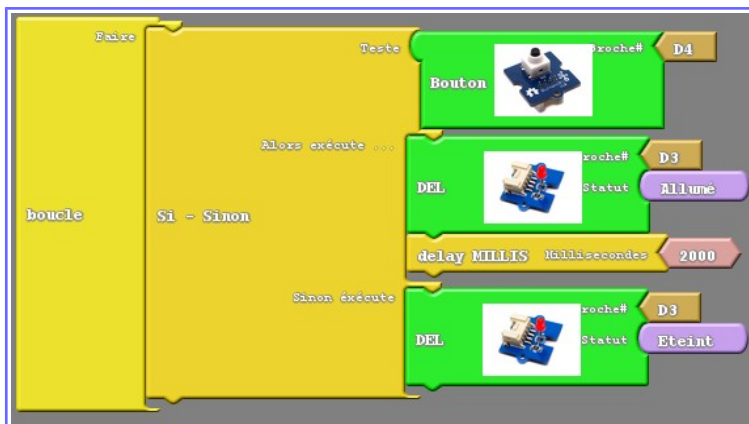 Faire
Teste
Broche#
D4
Bouton
Alors exécute ...
roche#
D3
DEL
Statut
Allumé
boucle
Si - Sinon
delay MILLIS
Millisecondes
2000
Sinon éxécute
roche#
D3
DEL
Statut
Eteint